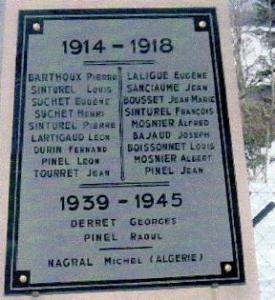 1914 - 1918
BARTHOUX PIERRE
SINTUREL LOUIS
SUCHET EUGÈNE
SUCHET HENRI
SINTUREL PIERRE
LARTIGAUD LÉON
DURIN FERNAND
PINEL LÉON
TOURRET JEAN
LALIGUE EUGÈNE
SANCIAUME JEAN
BOUSSET JEAN MARIE
SINTUREL FRANÇOIS
MOSNIER ALFRED
BAJAUD JOSEPH
BOISSONNET LOUIS
MOSNIER ALBERT
PINEL JEAN
1939 - 1945
DERRET GEORGES
PINEL RAOUL
NAGRAL MICHEL (ALGERIE)